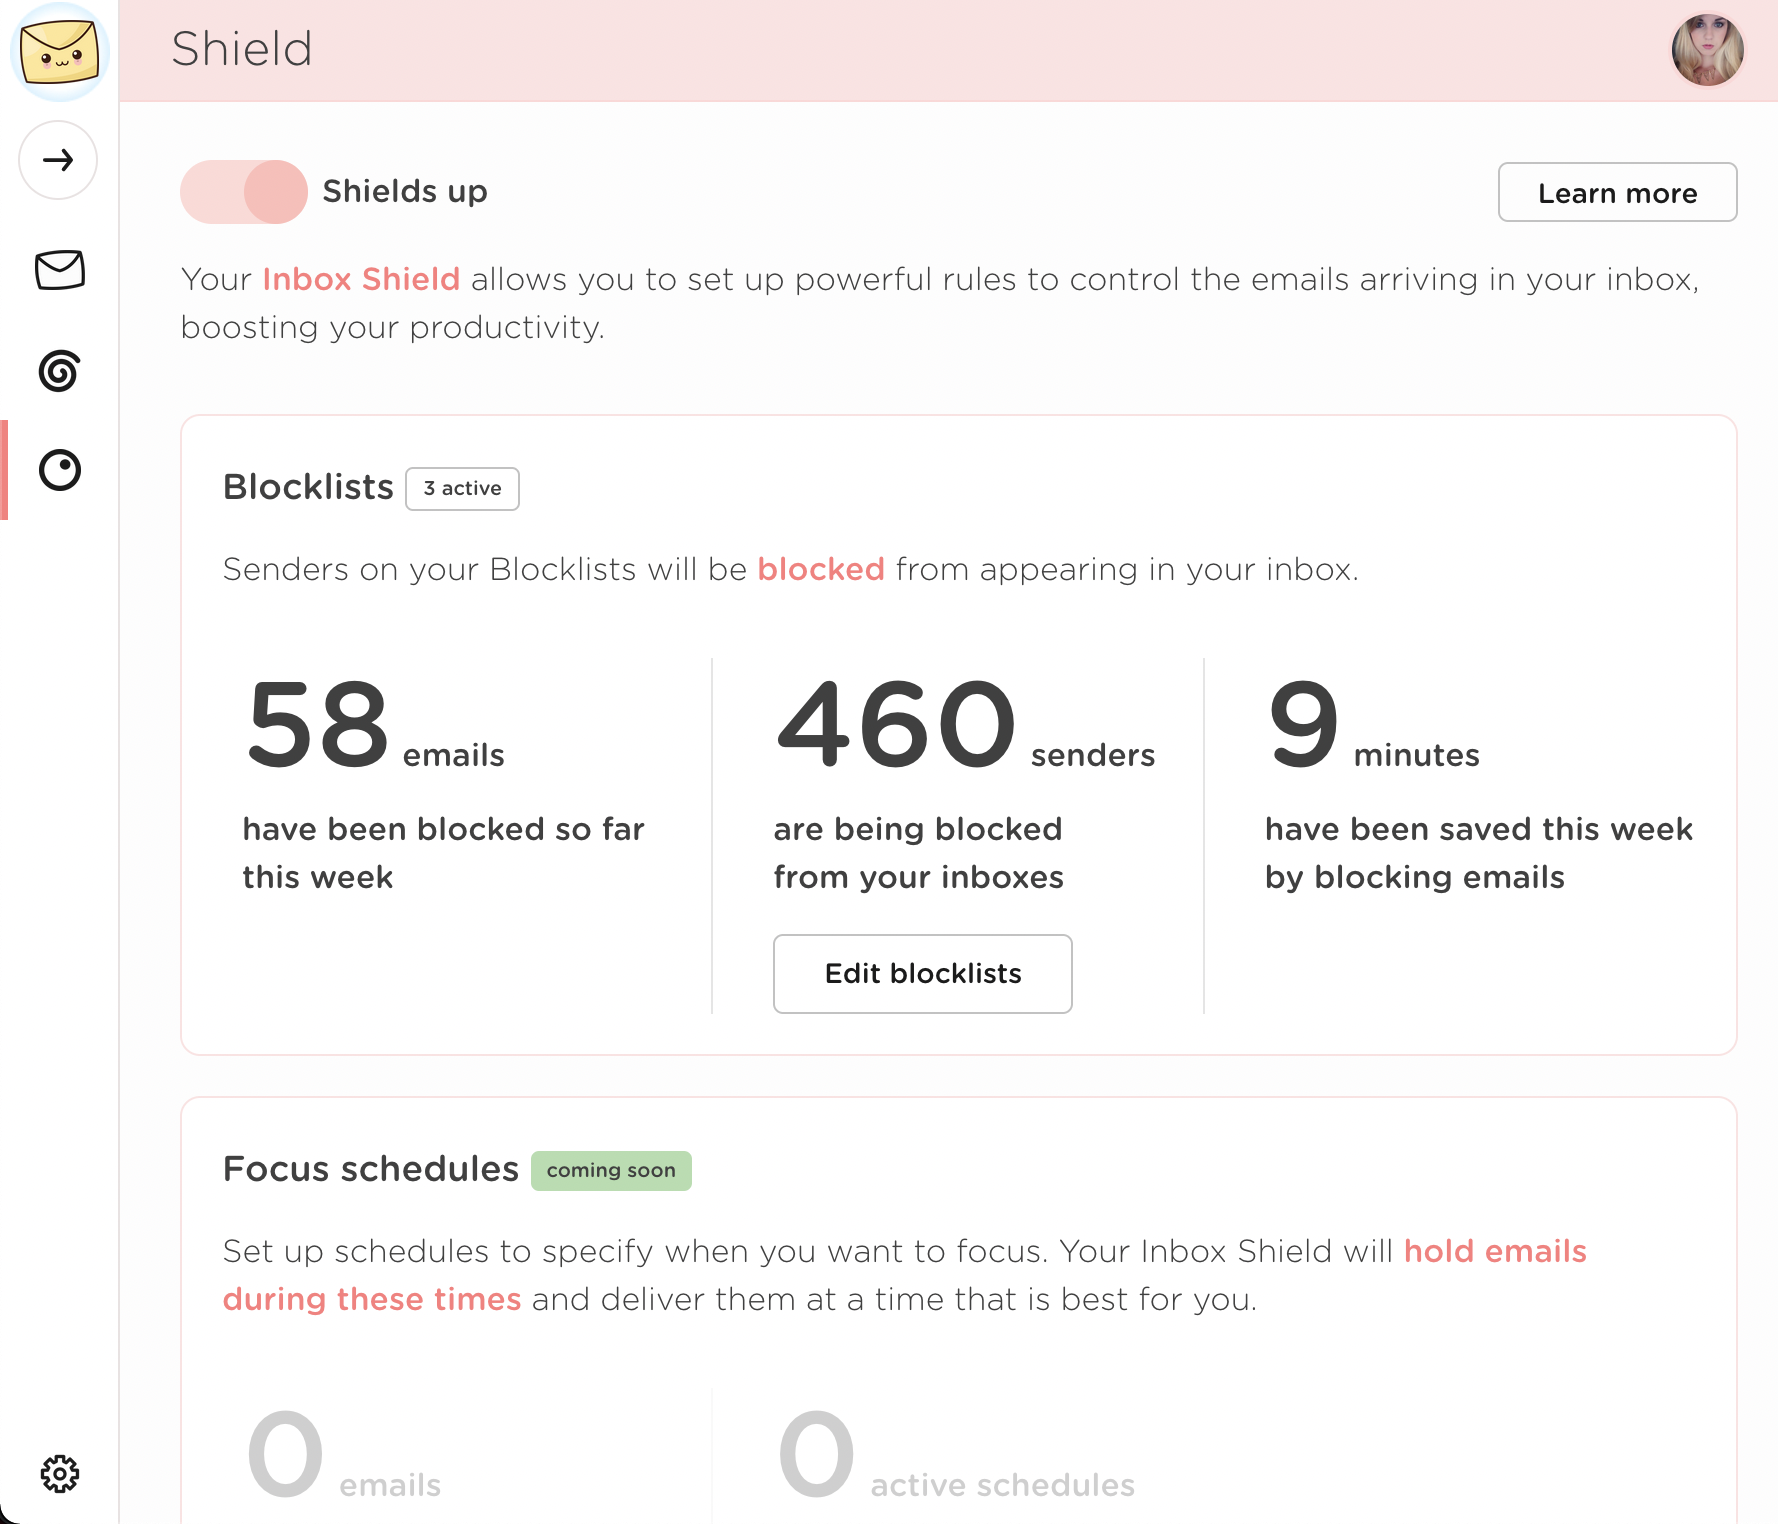 Shield
Shields up
Learn more
Your Inbox Shield allows you to set up powerful rules to control the emails arriving in your inbox,
boosting your productivity.
Blocklists 3 active
Senders on your Blocklists will be blocked from appearing in your inbox.
58 emails
have been blocked so far
this week
460 senders
are being blocked
from your inboxes
Edit blocklists
9 minutes
have been saved this week
by blocking emails
Focus schedules coming soon
Set up schedules to specify when you want to focus. Your Inbox Shield will hold emails
during these times and deliver them at a time that is best for you.
0 emails
0 active schedules